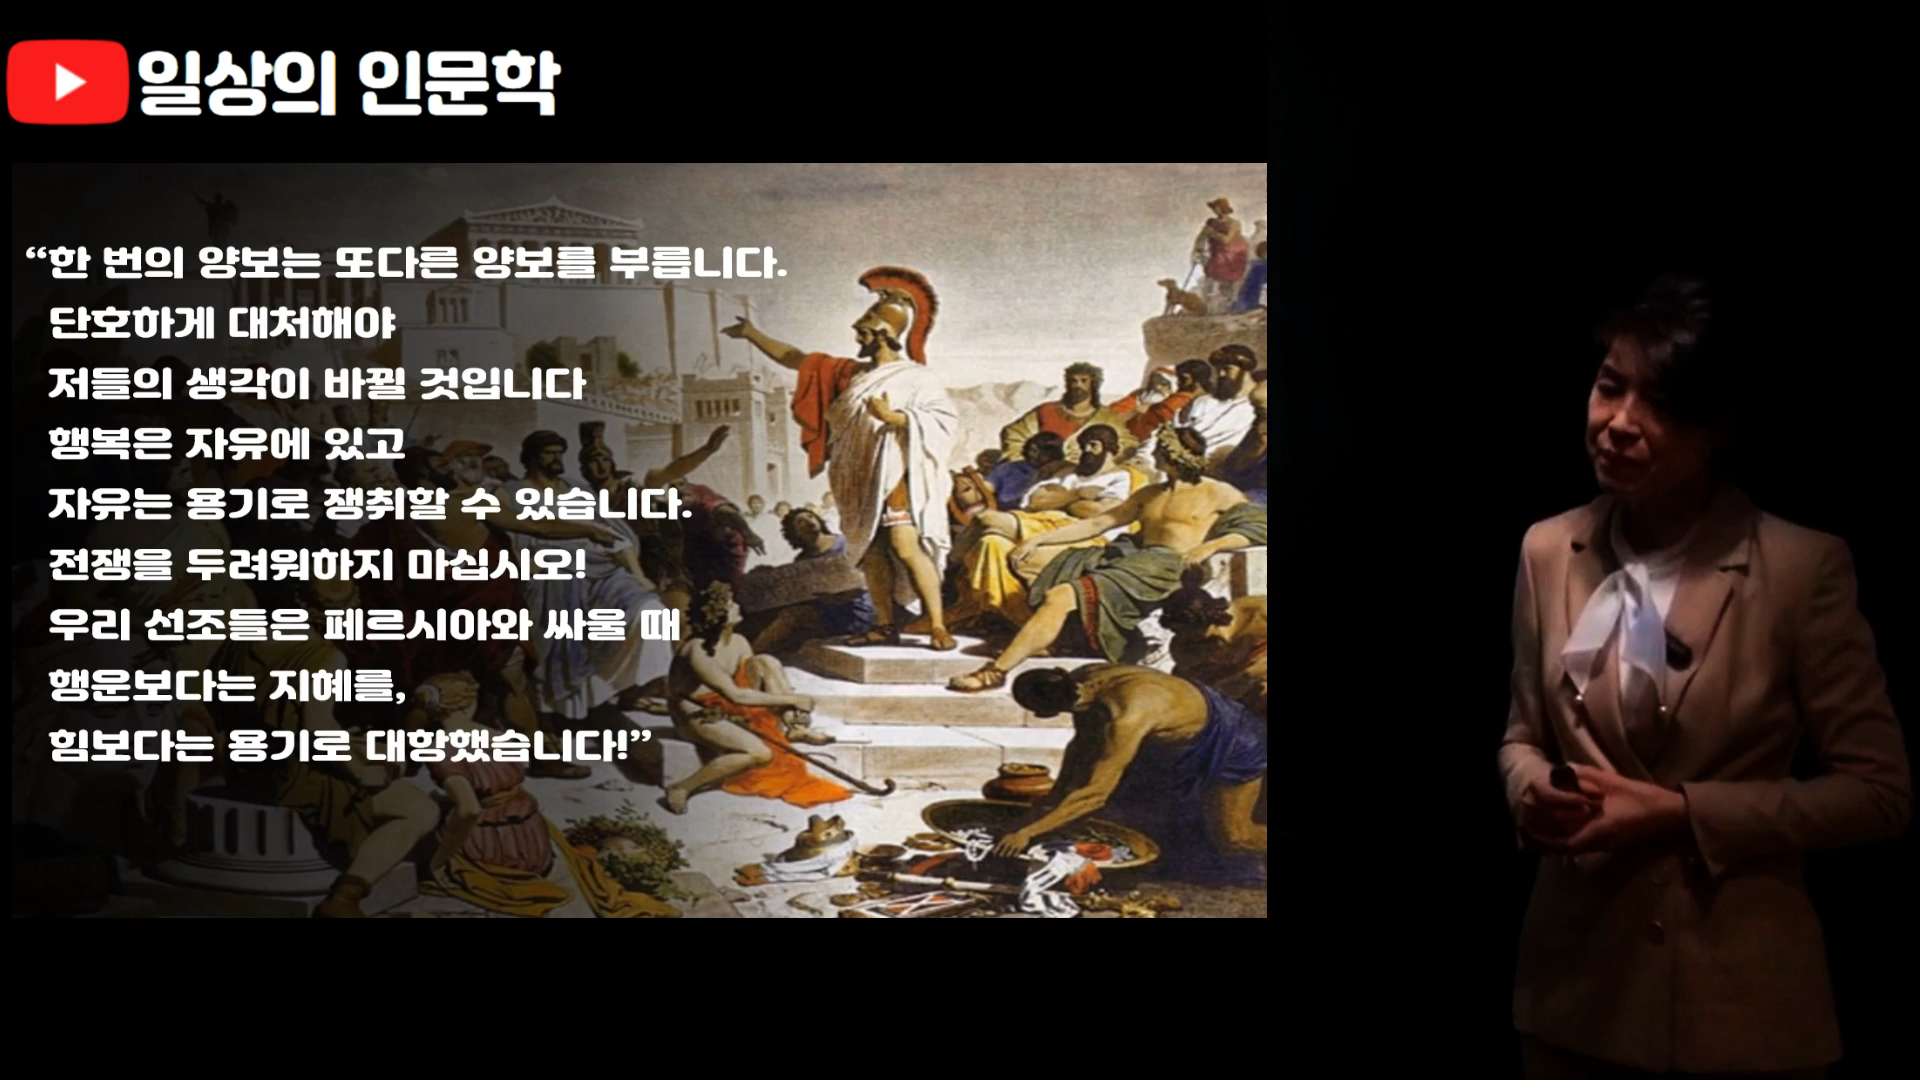 일상의 인문학
“한 번의 양보는 또다른 양보를 부릅니다.
단호하게 대처해야
저들의 생각이 바뀔 것입니다
행복은 자유에 있고
자유는 용기로 쟁취할 수 있습니다.
전쟁을 두려워하지 마십시오!
우리 선조들은 페르시아와 싸울 때
행운보다는 지혜를,
힘보다는 용기로 대항했습니다!”